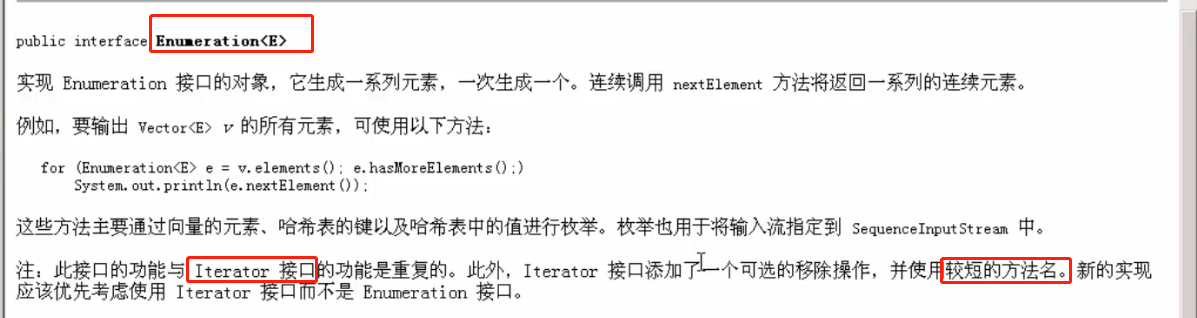 public interface Enumeration<E>
实现 Enumeration 接口的对象，它生成一系列元素，一次生成一个。连续调用 nextElement 方法将返回一系列的连续元素。
例如，要输出 Vector<E> v 的所有元素，可使用以下方法：
for (Enumeration<E> e = v.elements(); e.hasMoreElements();)
System.out.println(e.nextElement());
这些方法主要通过向量的元素、哈希表的键以及哈希表中的值进行枚举。枚举也用于将输入流指定到 SequenceInputStream 中。
注：此接口的功能与 Iterator 接口的功能是重复的。此外，Iterator 接口添加了一个可选的移除操作，并使用较短的方法名。新的实现
应该优先考虑使用 Iterator 接口而不是 Enumeration 接口。